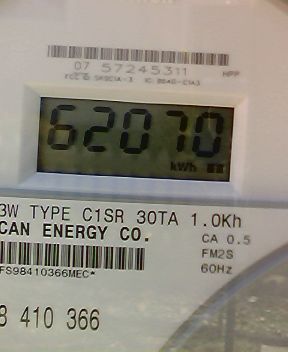 07 57245311
HPP
62070
kWh
3W TYPE C1SR 30TA 1.0Kh
CAN ENERGY CO.
CA 0.5
FM2S
60Hz
FS98410366MEC*
8 410 366